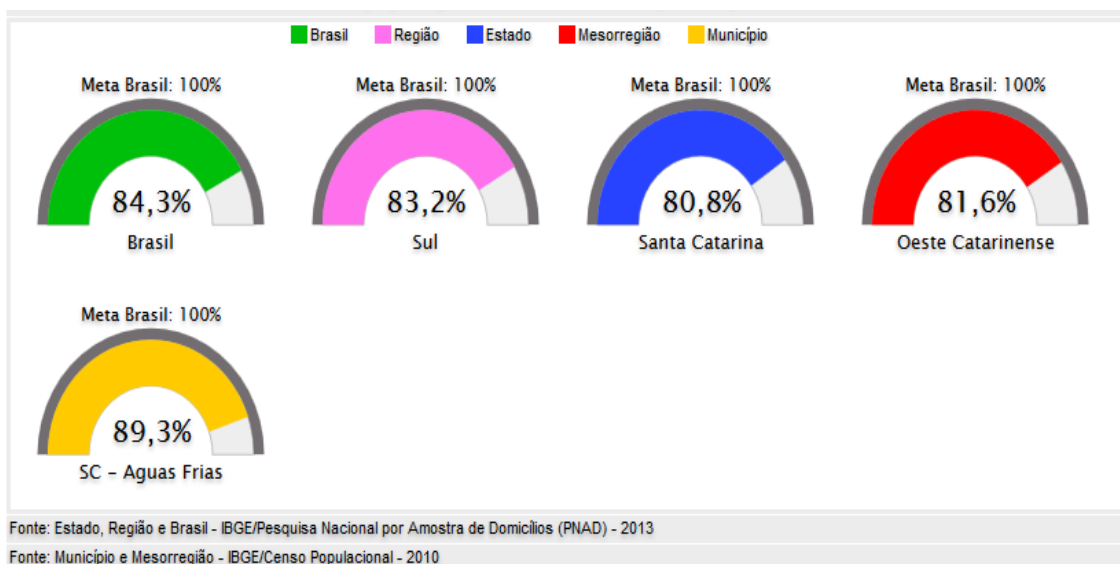 Brasil Região Estado Mesorregião Município
Meta Brasil: 100%
84,3%
Brasil
Meta Brasil: 100%
83,2%
Sul
Meta Brasil: 100%
80,8%
Santa Catarina
Meta Brasil: 100%
81,6%
Oeste Catarinense
Meta Brasil: 100%
89,3%
SC – Aguas Frias
Fonte: Estado, Região e Brasil - IBGE/Pesquisa Nacional por Amostra de Domicílios (PNAD) - 2013
Fonte: Município e Mesorregião - IBGE/Censo Populacional - 2010